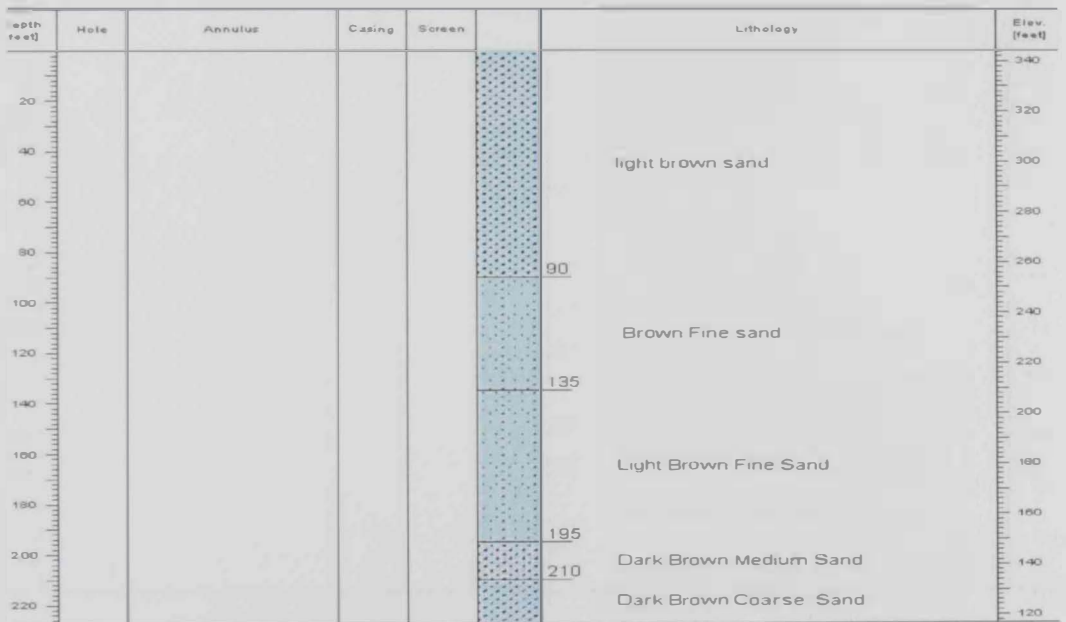 epth Hole Annulus Casing Screen Lithology Elev.
feet] [feet]
340
20 320
40 light brown sand 300
60 280
80 260
90
100 240
Brown Fine sand
120 220
135
140 200
160 Light Brown Fine Sand 180
180 160
195
200 Dark Brown Medium Sand 140
210
220 Dark Brown Coarse Sand 120